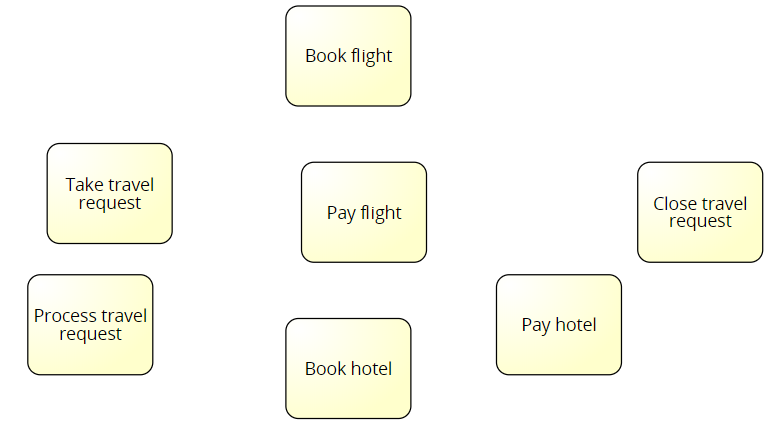 Book flight
Take travel
request
Pay flight
Close travel
request
Process travel
request
Pay hotel
Book hotel